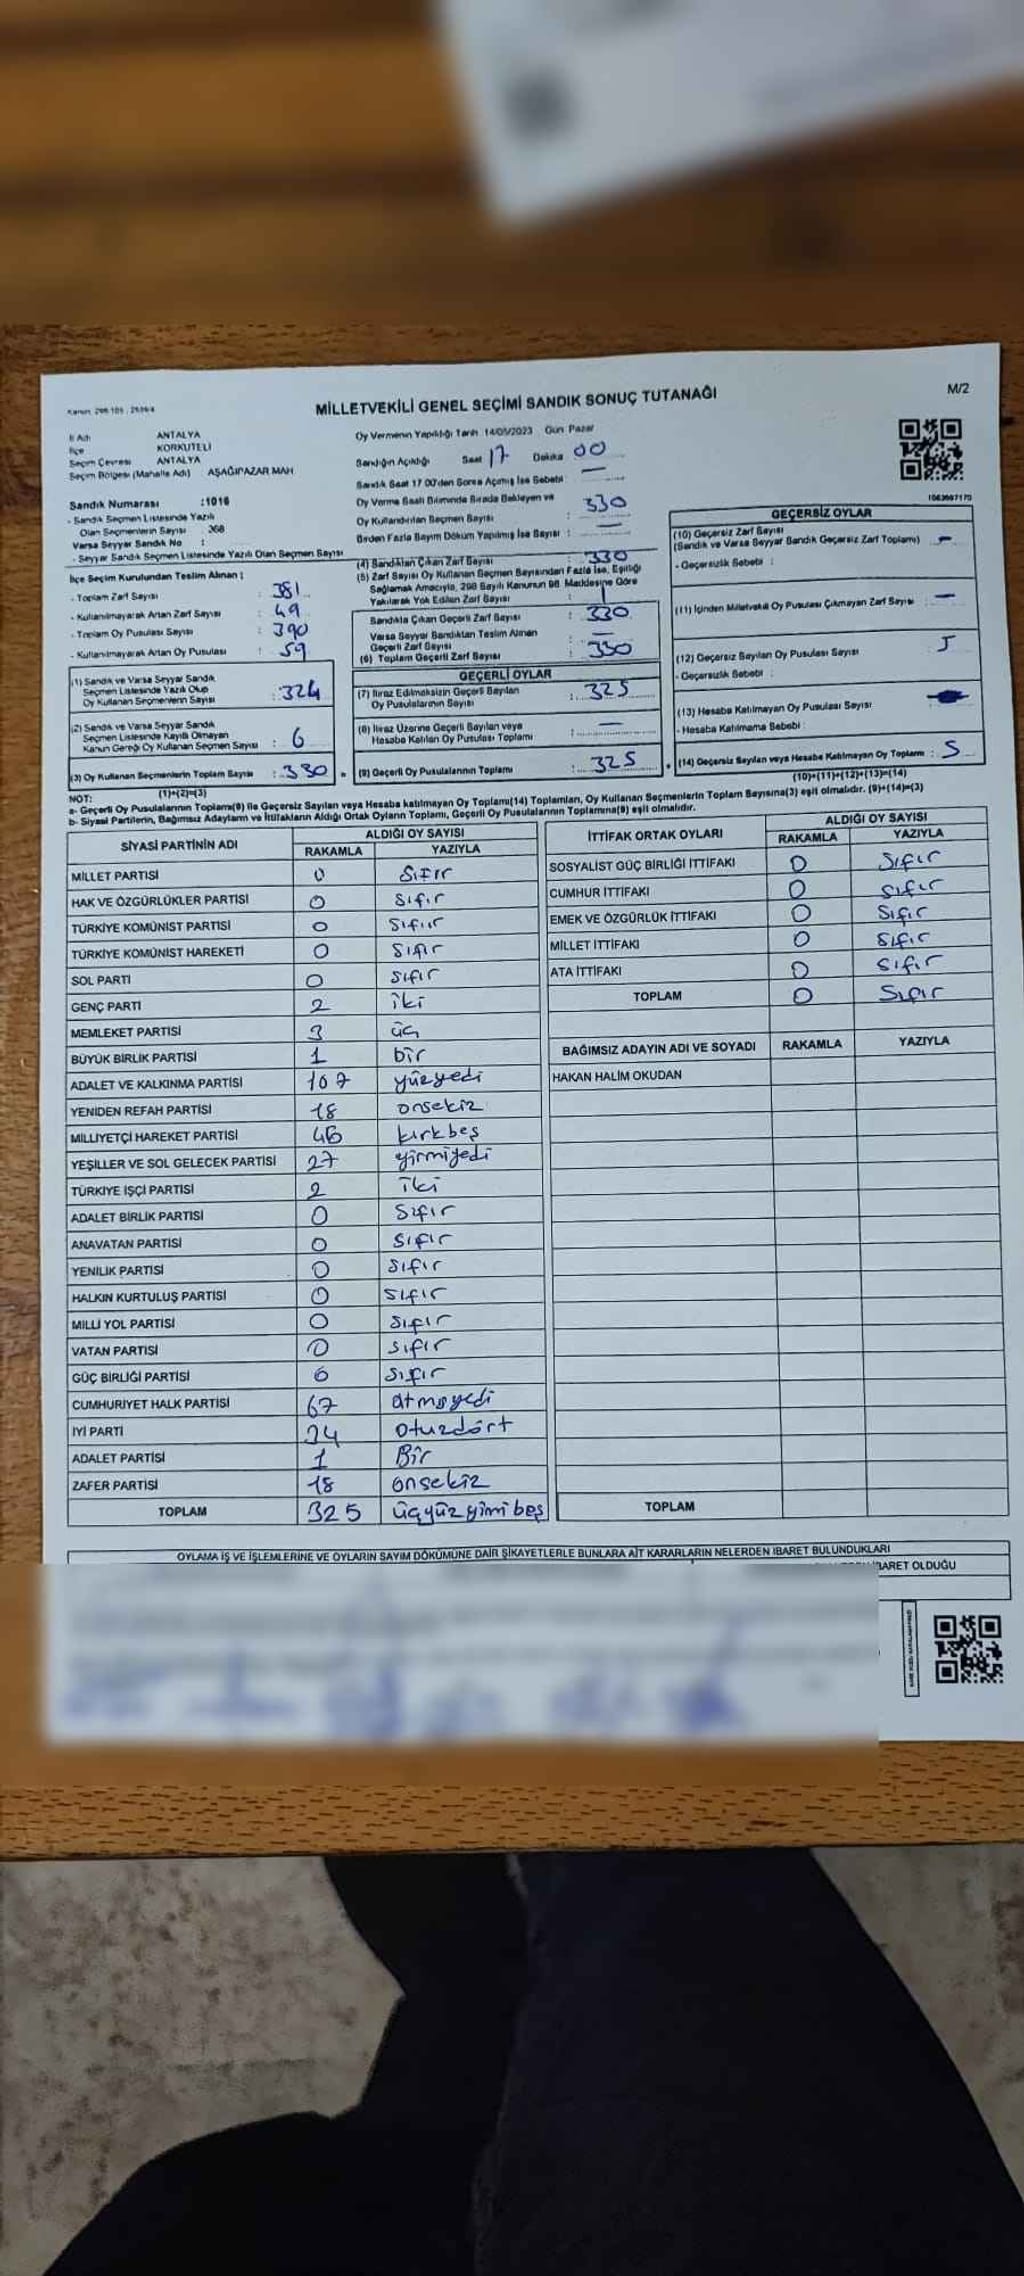 Kanun: 298/105 , 2839/4
MİLLETVEKİLİ GENEL SEÇİMİ SANDIK SONUÇ TUTANAĞI
M/2
İl Adı ANTALYA
İlçe KORKUTELİ
Seçim Çevresi ANTALYA
Seçim Bölgesi (Mahalle Adı) AŞAĞIPAZAR MAH
Oy Vermenin Yapıldığı Tarih 14/05/2023 Gün Pazar
Sandığın Açıldığı Saat 17 Dakika 00
Sandık Saat 17 00'den Sonra Açılmış İse Sebebi : —
Oy Verme Saati Bitiminde Sırada Bekleyen ve
Oy Kullandırılan Seçmen Sayısı : 330
Birden Fazla Sayım Döküm Yapılmış İse Sayısı : —
Sandık Numarası :1016
- Sandık Seçmen Listesinde Yazılı
Olan Seçmenlerin Sayısı : 368
Varsa Seyyar Sandık No :
- Seyyar Sandık Seçmen Listesinde Yazılı Olan Seçmen Sayısı
İlçe Seçim Kurulundan Teslim Alınan :
- Toplam Zarf Sayısı : 381
- Kullanılmayarak Artan Zarf Sayısı : 49
- Toplam Oy Pusulası Sayısı : 390
- Kullanılmayarak Artan Oy Pusulası : 59
(1) Sandık ve Varsa Seyyar Sandık
Seçmen Listesinde Yazılı Olup
Oy Kullanan Seçmenlerin Sayısı : 324
(2) Sandık ve Varsa Seyyar Sandık
Seçmen Listesinde Kayıtlı Olmayan
Kanun Gereği Oy Kullanan Seçmen Sayısı : 6
(3) Oy Kullanan Seçmenlerin Toplam Sayısı : 330
(1)+(2)=(3)
(4) Sandıktan Çıkan Zarf Sayısı : 330
(5) Zarf Sayısı Oy Kullanan Seçmen Sayısından Fazla İse, Eşitliği
Sağlamak Amacıyla, 298 Sayılı Kanunun 98. Maddesine Göre
Yakılarak Yok Edilen Zarf Sayısı :
Sandıkta Çıkan Geçerli Zarf Sayısı : 330
Varsa Seyyar Sandıktan Teslim Alınan
Geçerli Zarf Sayısı : —
(6) Toplam Geçerli Zarf Sayısı : 330
GEÇERLİ OYLAR
(7) İtiraz Edilmeksizin Geçerli Sayılan
Oy Pusulalarının Sayısı : 325
(8) İtiraz Üzerine Geçerli Sayılan veya
Hesaba Katılan Oy Pusulası Toplamı : —
(9) Geçerli Oy Pusulalarının Toplamı : 325
1063697170
GEÇERSİZ OYLAR
(10) Geçersiz Zarf Sayısı
(Sandık ve Varsa Seyyar Sandık Geçersiz Zarf Toplamı) : —
- Geçersizlik Sebebi :
(11) İçinden Milletvekili Oy Pusulası Çıkmayan Zarf Sayısı : —
(12) Geçersiz Sayılan Oy Pusulası Sayısı : 5
- Geçersizlik Sebebi :
(13) Hesaba Katılmayan Oy Pusulası Sayısı :
- Hesaba Katılmama Sebebi :
(14) Geçersiz Sayılan veya Hesaba Katılmayan Oy Toplamı : 5
(10)+(11)+(12)+(13)=(14)
NOT:
a- Geçerli Oy Pusulalarının Toplamı(9) ile Geçersiz Sayılan veya Hesaba katılmayan Oy Toplamı(14) Toplamları, Oy Kullanan Seçmenlerin Toplam Sayısına(3) eşit olmalıdır. (9)+(14)=(3)
b- Siyasi Partilerin, Bağımsız Adayların ve İttifakların Aldığı Ortak Oyların Toplamı, Geçerli Oy Pusulalarının Toplamına(9) eşit olmalıdır.
SİYASİ PARTİNİN ADI ALDIĞI OY SAYISI
RAKAMLA YAZIYLA
MİLLET PARTİSİ 0 Sıfır
HAK VE ÖZGÜRLÜKLER PARTİSİ 0 Sıfır
TÜRKİYE KOMÜNİST PARTİSİ 0 Sıfıır
TÜRKİYE KOMÜNİST HAREKETİ 0 Sıfır
SOL PARTİ 0 sıfır
GENÇ PARTİ 2 iki
MEMLEKET PARTİSİ 3 üç
BÜYÜK BİRLİK PARTİSİ 1 bir
ADALET VE KALKINMA PARTİSİ 107 yüzyedi
YENİDEN REFAH PARTİSİ 18 onsekiz
MİLLİYETÇİ HAREKET PARTİSİ kırkbeş
YEŞİLLER VE SOL GELECEK PARTİSİ 27 yirmiyedi
TÜRKİYE İŞÇİ PARTİSİ 2 iki
ADALET BİRLİK PARTİSİ 0 Sıfır
ANAVATAN PARTİSİ 0 Sıfır
YENİLİK PARTİSİ 0 Sıfır
HALKIN KURTULUŞ PARTİSİ 0 Sıfır
MİLLİ YOL PARTİSİ 0 Sıfır
VATAN PARTİSİ 0 Sıfır
GÜÇ BİRLİĞİ PARTİSİ 0 Sıfır
CUMHURİYET HALK PARTİSİ 67 atmışyedi
İYİ PARTİ 34 otuzdört
ADALET PARTİSİ 1 Bir
ZAFER PARTİSİ 18 onsekiz
TOPLAM 325 üçyüzyirmibeş
İTTİFAK ORTAK OYLARI ALDIĞI OY SAYISI
RAKAMLA YAZIYLA
SOSYALİST GÜÇ BİRLİĞİ İTTİFAKI 0 Sıfır
CUMHUR İTTİFAKI 0 Sıfır
EMEK VE ÖZGÜRLÜK İTTİFAKI 0 Sıfır
MİLLET İTTİFAKI 0 Sıfır
ATA İTTİFAKI 0 Sıfır
TOPLAM 0 Sıfır
BAĞIMSIZ ADAYIN ADI VE SOYADI RAKAMLA YAZIYLA
HAKAN HALİM OKUDAN
TOPLAM
OYLAMA İŞ VE İŞLEMLERİNE VE OYLARIN SAYIM DÖKÜMÜNE DAİR ŞİKAYETLERLE BUNLARA AİT KARARLARIN NELERDEN İBARET BULUNDUKLARI
İBARET OLDUĞU